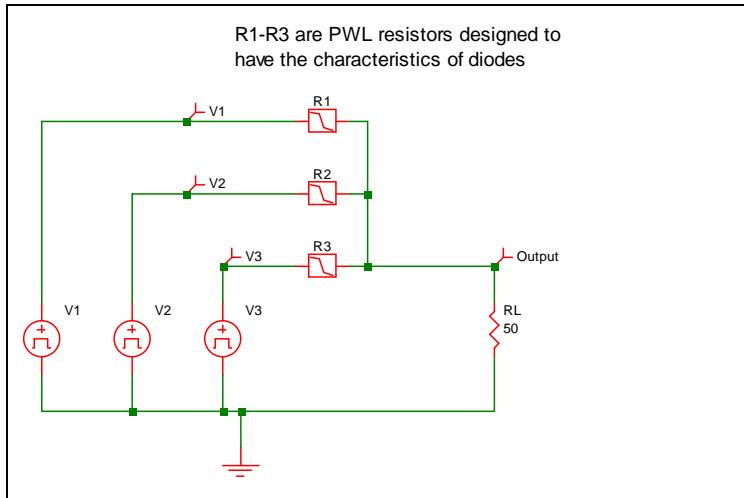 R1-R3 are PWL resistors designed to
have the characteristics of diodes
R1
V1
R2
V2
R3
V3
Output
V1
V2
V3
RL
50